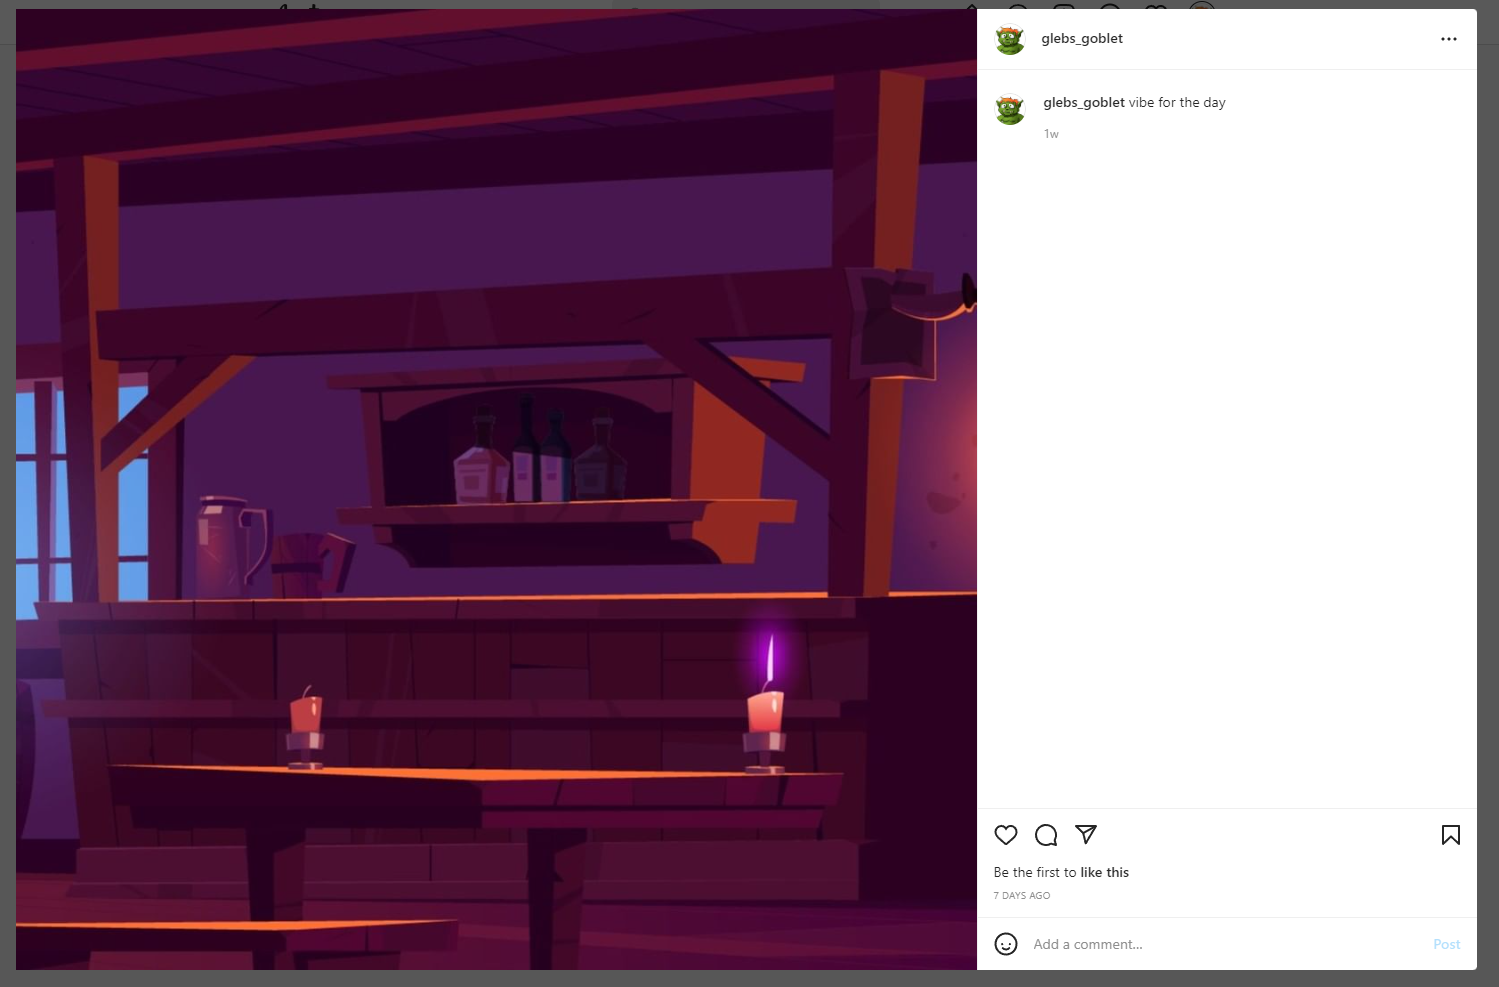 glebs_goblet
glebs_goblet vibe for the day
1w
Be the first to like this
7 DAYS AGO
Add a comment...
Post